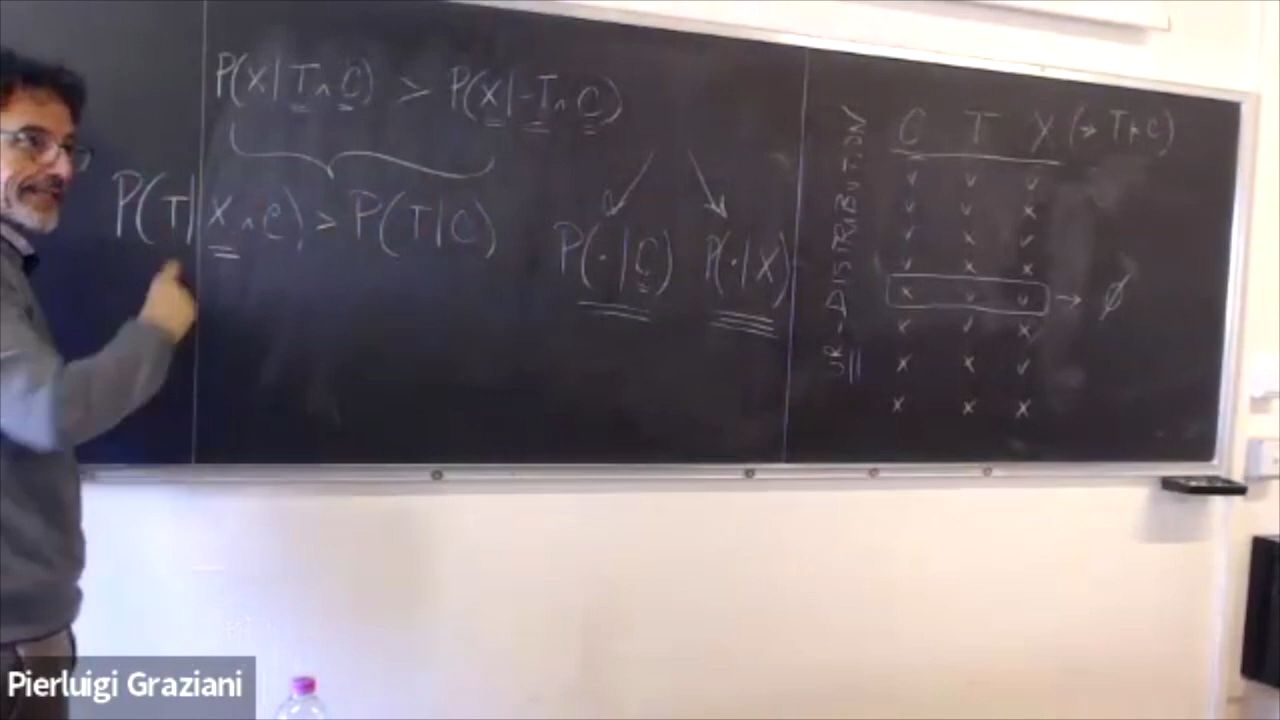 P(X|T∧C) > P(X|¬T∧C)
P(T|X∧C) > P(T|C)
P(·|C) P(·|X)
UR-DISTRIBUTION
C T X (⇒ T⊢C)
v v v
v v x
v x v
v x x
x v v → ∅
x v x
x x v
x x x
Pierluigi Graziani